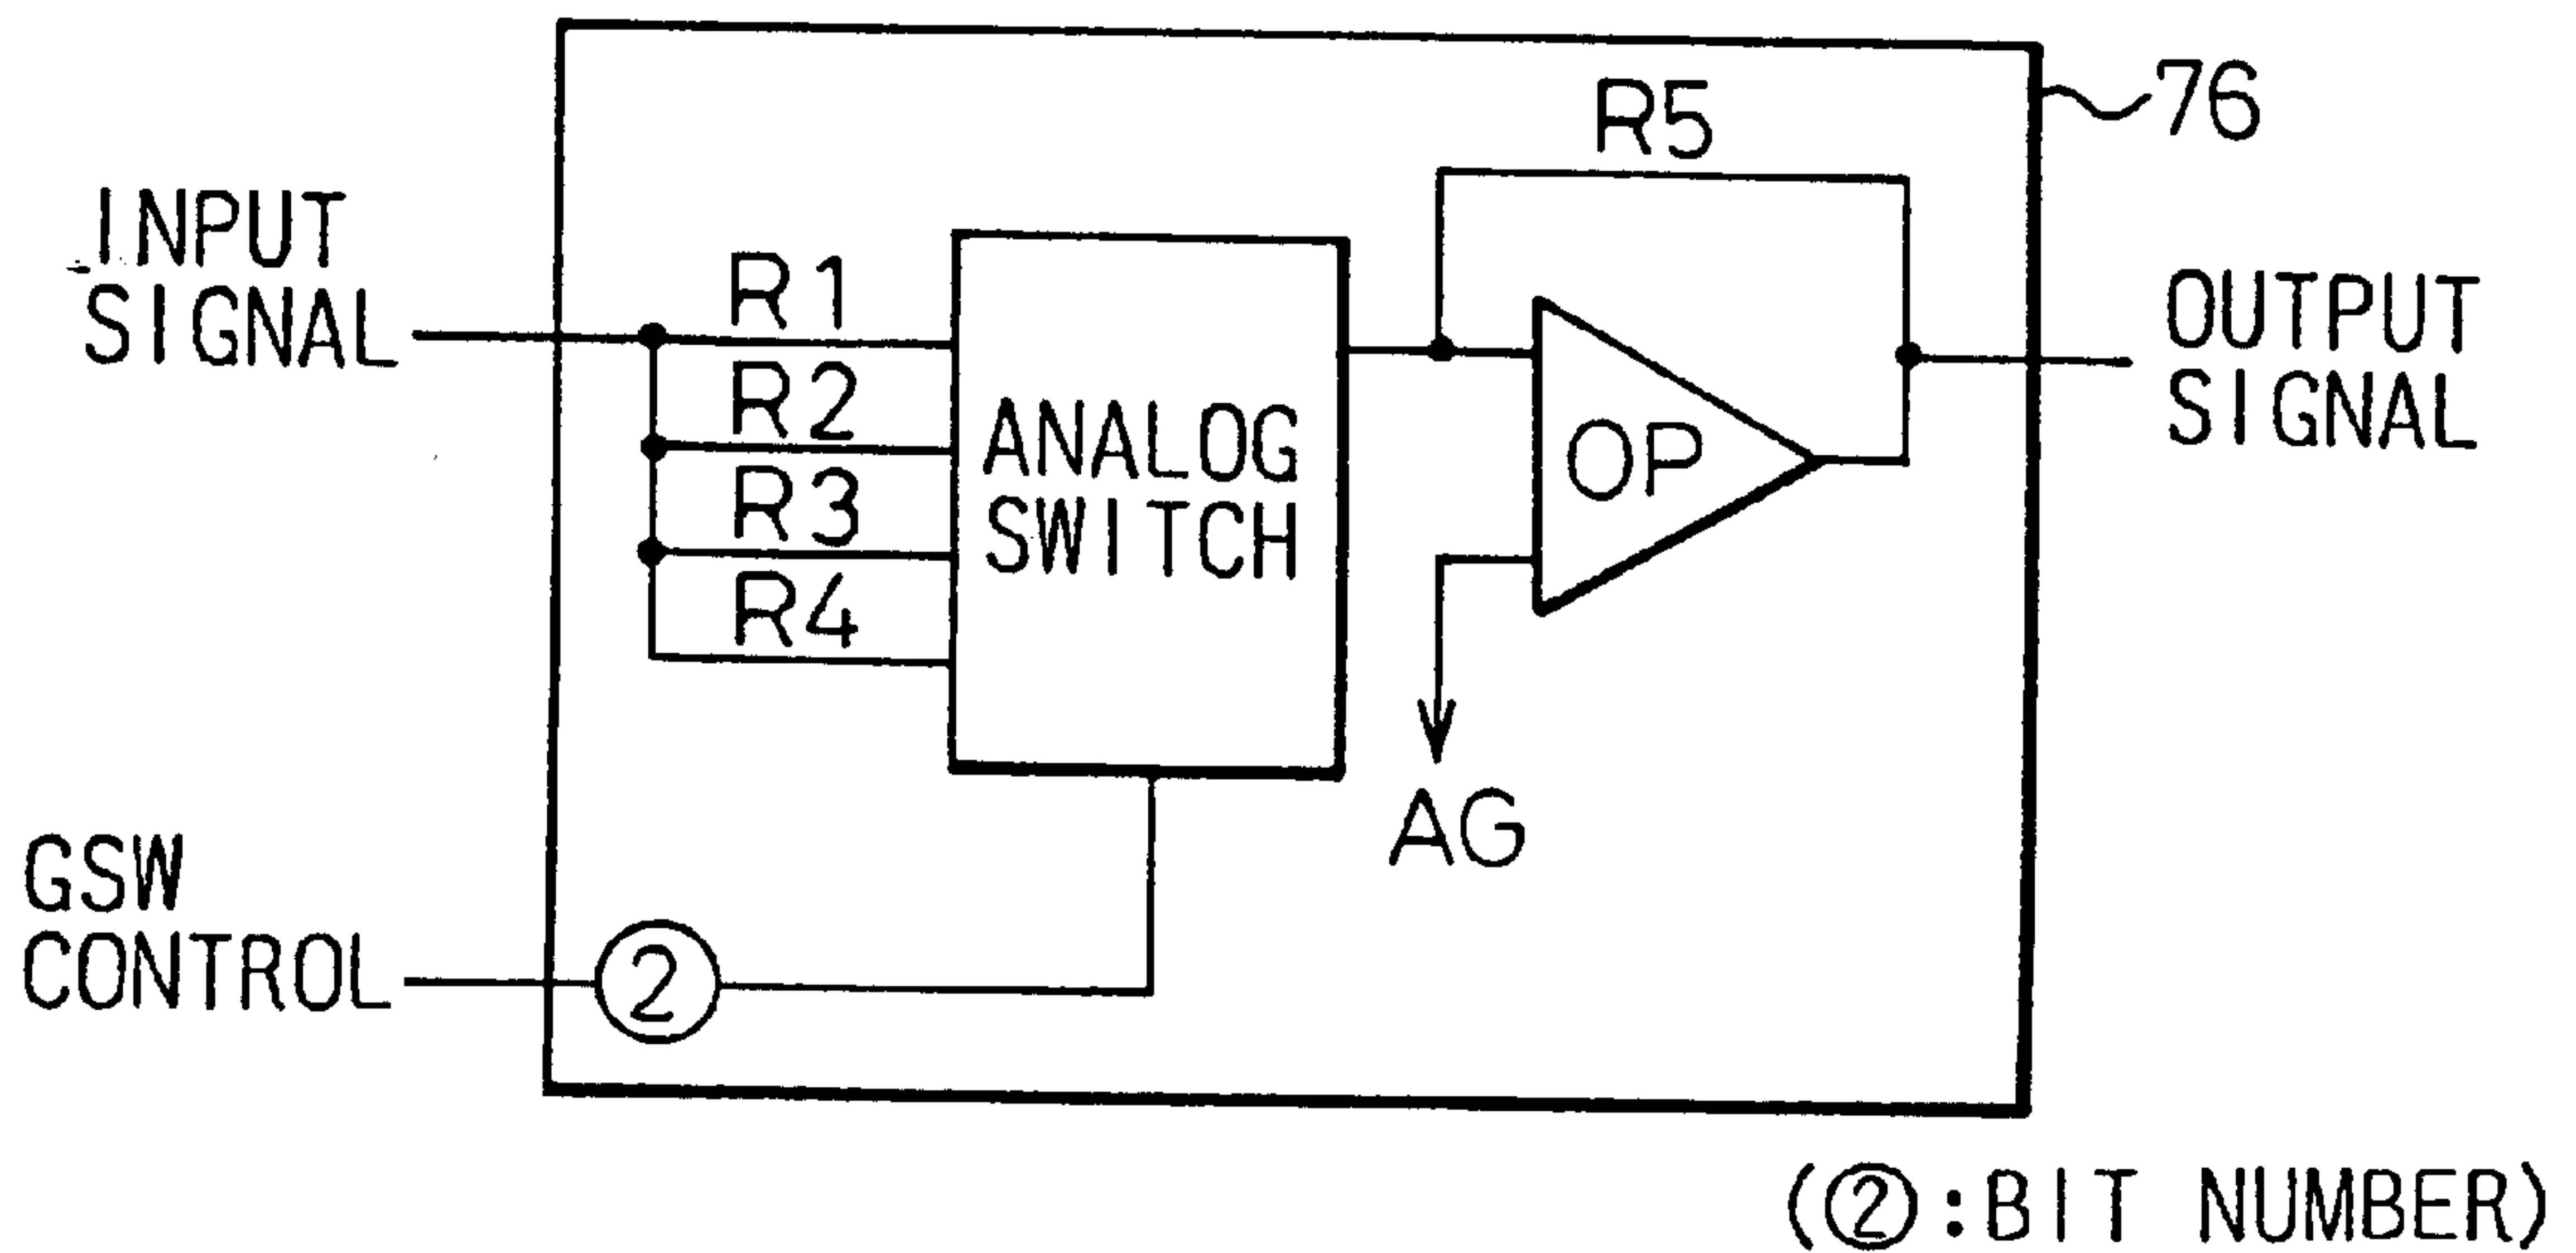 76
R5
INPUT
SIGNAL
R1
R2
R3
R4
ANALOG
SWITCH
OP
OUTPUT
SIGNAL
AG
GSW
CONTROL
2
(②:BIT NUMBER)